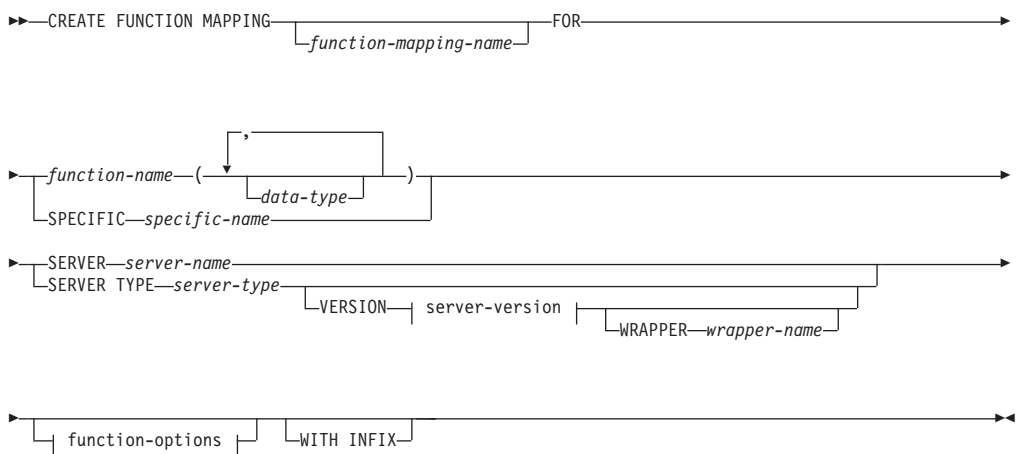 CREATE FUNCTION MAPPING FOR
function-mapping-name
,
function-name ( )
data-type
SPECIFIC specific-name
SERVER server-name
SERVER TYPE server-type
VERSION server-version
WRAPPER wrapper-name
function-options WITH INFIX